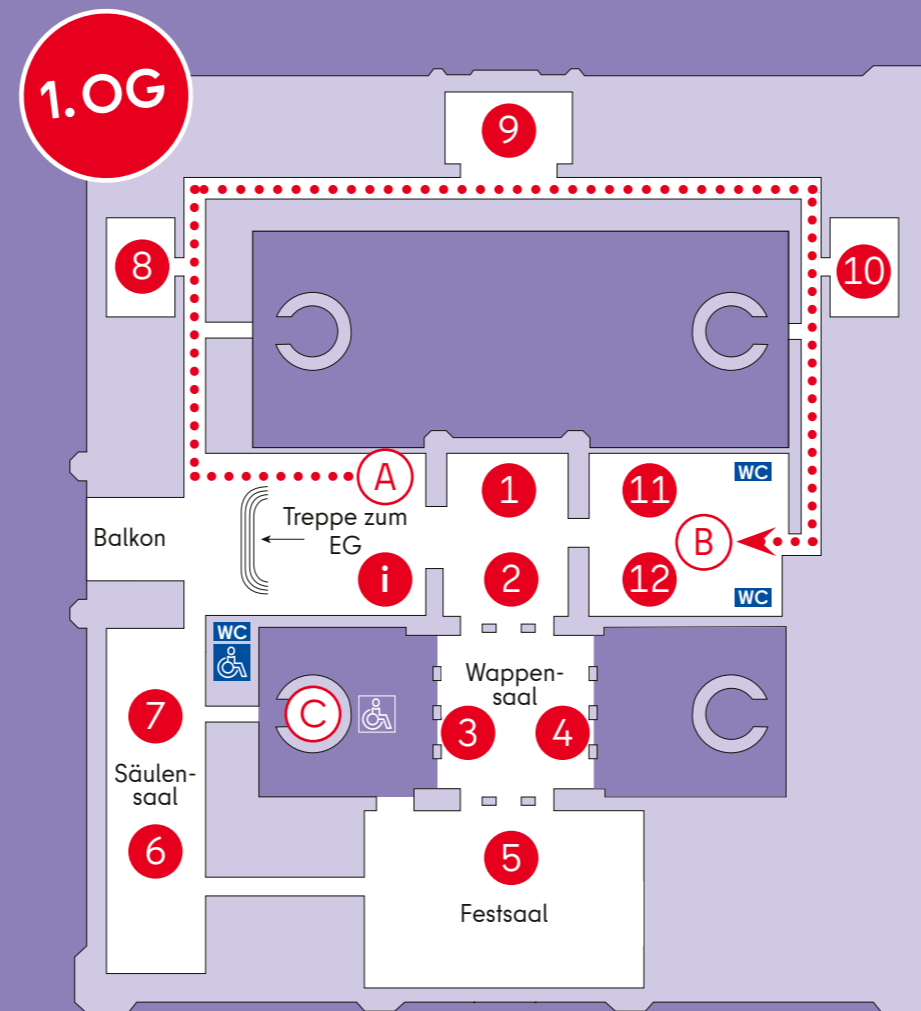 1. OG
9
8
10
A
1
11
WC
Balkon
Treppe zum
EG
B
i
2
12
WC
WC
Wappen-
saal
7
C
3
4
Säulen-
saal
6
5
Festsaal